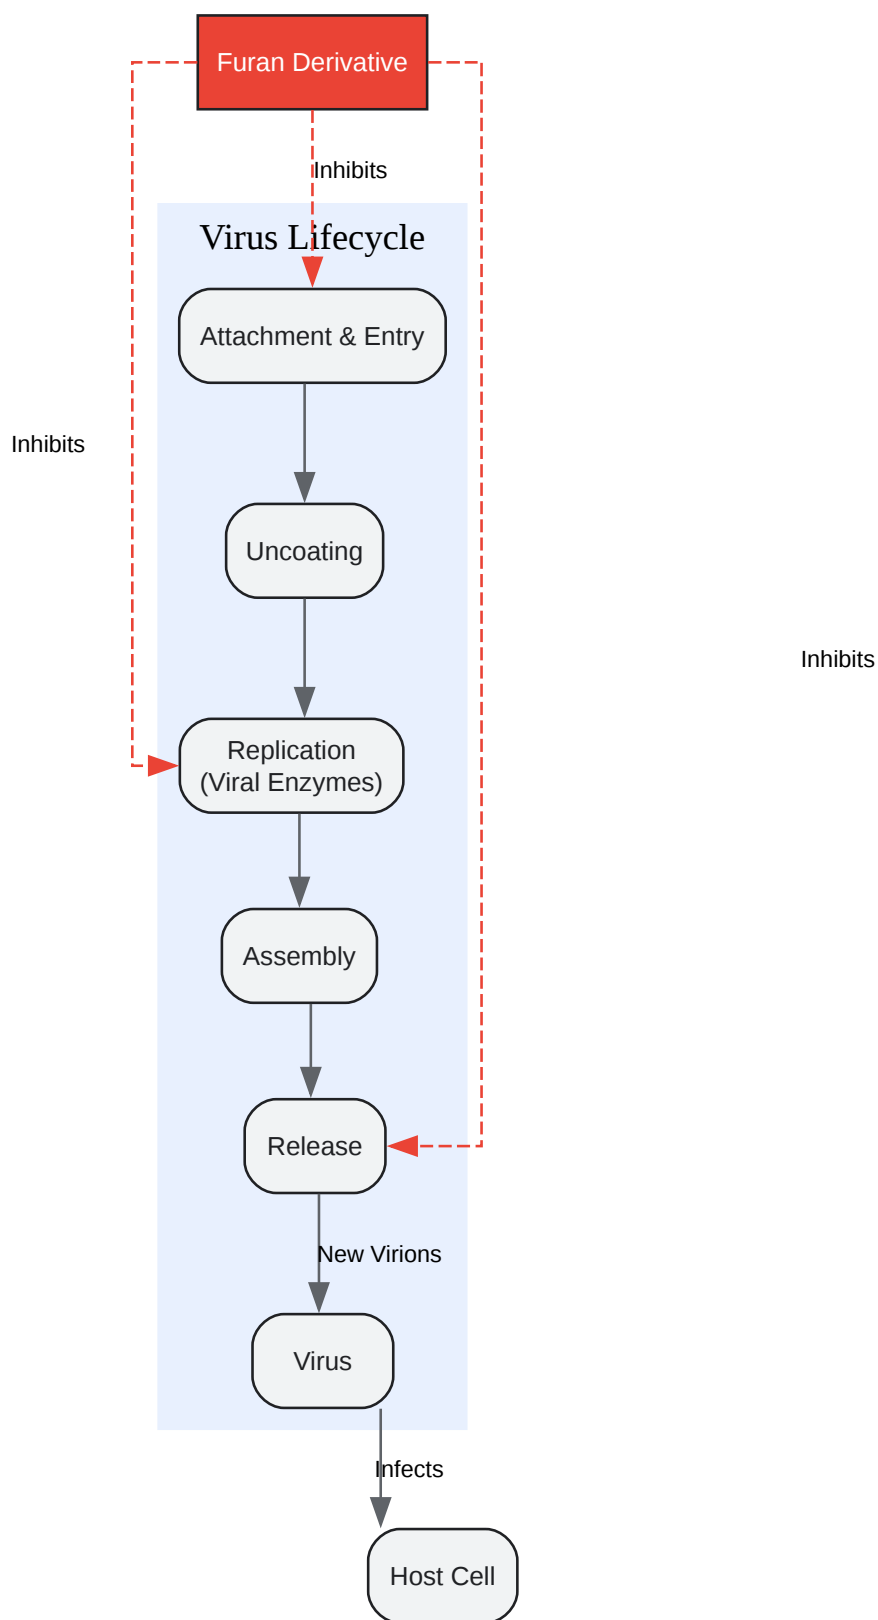 Furan Derivative
Inhibits
Virus Lifecycle
Attachment & Entry
Inhibits
Uncoating
Inhibits
Replication
(Viral Enzymes)
Assembly
Release
New Virions
Virus
Infects
Host Cell